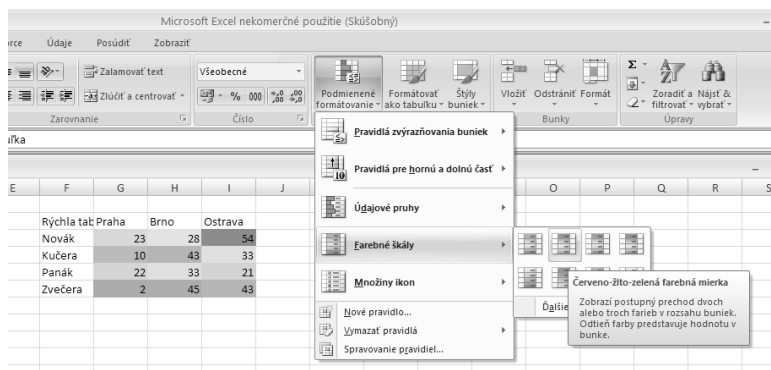 Microsoft Excel nekomerčné použitie (Skúšobný)
Údaje Posúdiť Zobraziť
Zalamovať text
Všeobecné
Zlúčiť a centrovať
% 000
Podmienené formátovanie
Formátovať ako tabuľku
Štýly buniek
Vložiť Odstrániť Formát
Σ
Zoradiť a filtrovať
Nájsť & vybrať
Zarovnanie Číslo Bunky Úpravy
E F G H I J O P Q R S
Rýchla tab Praha Brno Ostrava
Novák 23 28 54
Kučera 10 43 33
Panák 22 33 21
Zvečera 2 45 43
Pravidlá zvýrazňovania buniek
Pravidlá pre hornú a dolnú časť
Údajové pruhy
Farebné škály
Množiny ikon
Nové pravidlo...
Vymazať pravidlá
Spravovanie pravidiel...
Ďalšie
Červeno-žlto-zelená farebná mierka
Zobrazí postupný prechod dvoch
alebo troch farieb v rozsahu buniek.
Odtieň farby predstavuje hodnotu v
bunke.